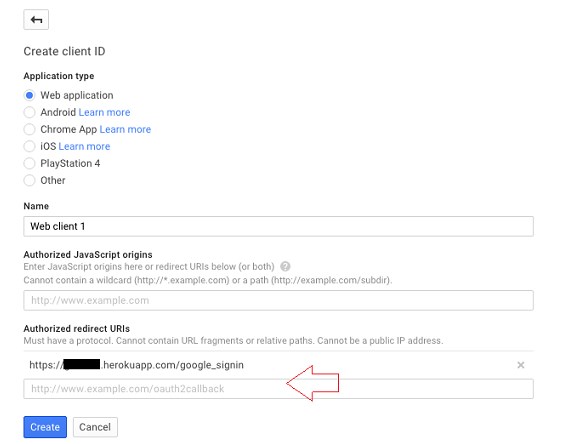 Create client ID
Application type
Web application
Android Learn more
Chrome App Learn more
iOS Learn more
PlayStation 4
Other
Name
Web client 1
Authorized JavaScript origins
Enter JavaScript origins here or redirect URIs below (or both) ?
Cannot contain a wildcard (http://*.example.com) or a path (http://example.com/subdir).
http://www.example.com
Authorized redirect URIs
Must have a protocol. Cannot contain URL fragments or relative paths. Cannot be a public IP address.
https:// .herokuapp.com/google_signin ×
http://www.example.com/oauth2callback
Create Cancel